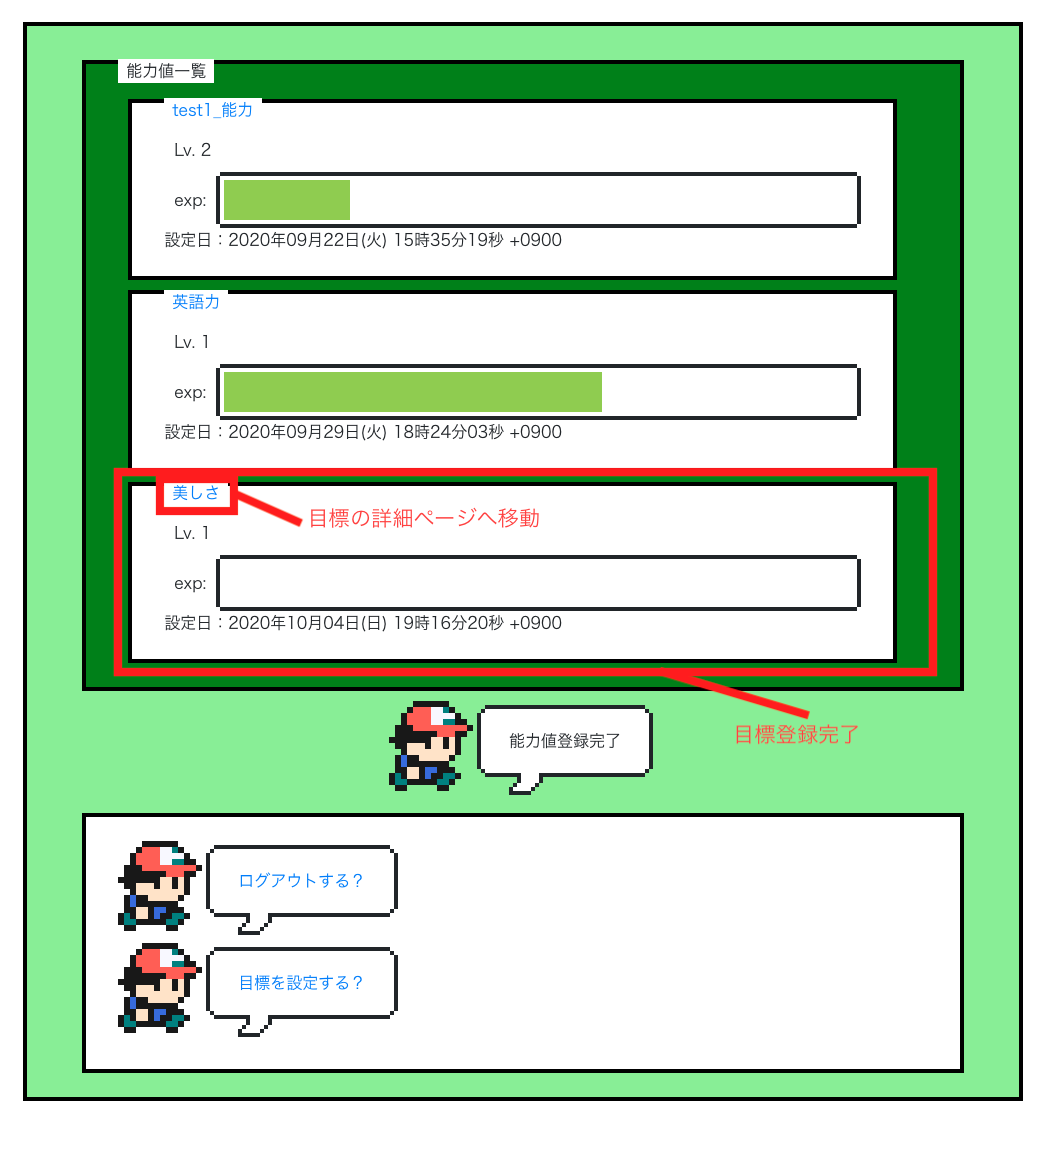 能力値一覧
test1_能力
Lv. 2
exp:
設定日：2020年09月22日(火) 15時35分19秒 +0900
英語力
Lv. 1
exp:
設定日：2020年09月29日(火) 18時24分03秒 +0900
美しさ
目標の詳細ページへ移動
Lv. 1
exp:
設定日：2020年10月04日(日) 19時16分20秒 +0900
目標登録完了
能力値登録完了
ログアウトする？
目標を設定する？